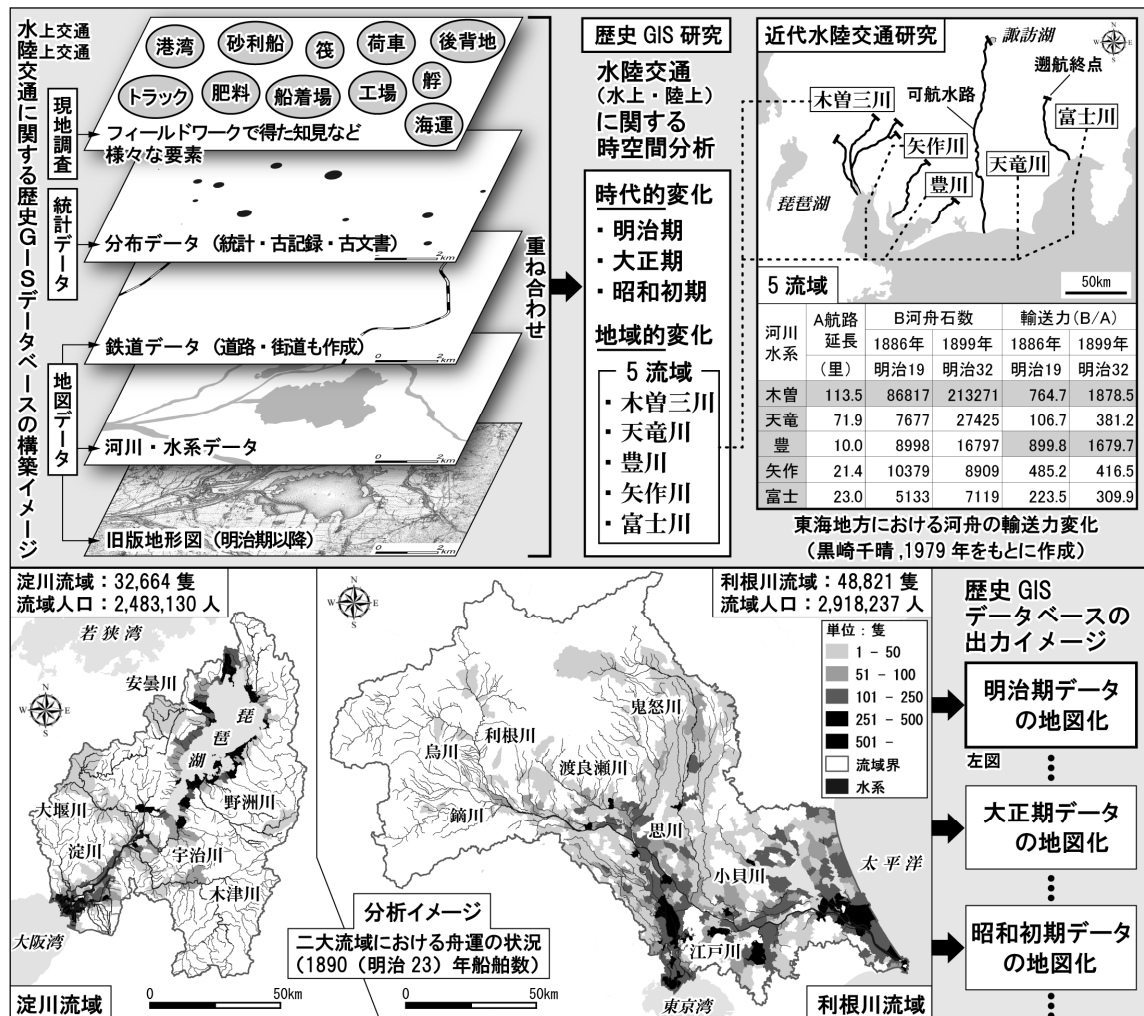 水上交通
陸上交通
水陸交通に関する歴史GISデータベースの構築イメージ
現地調査
統計データ
地図データ
港湾
砂利船
筏
荷車
後背地
トラック
肥料
船着場
工場
艀
海運
フィールドワークで得た知見など
様々な要素
分布データ（統計・古記録・古文書）
0 2km
鉄道データ（道路・街道も作成）
0 2km
河川・水系データ
0 2km
旧版地形図（明治期以降）
0 2km
重ね合わせ
歴史 GIS 研究
水陸交通
（水上・陸上）
に関する
時空間分析
時代的変化
・明治期
・大正期
・昭和初期
地域的変化
5 流域
・木曽三川
・天竜川
・豊川
・矢作川
・富士川
近代水陸交通研究
諏訪湖
N
W E
S
遡航終点
木曽三川
可航水路
富士川
矢作川
天竜川
豊川
琵琶湖
50km
5 流域
河川水系 A航路延長（里） B河舟石数 輸送力（B/A）
1886年 1899年 1886年 1899年
明治19 明治32 明治19 明治32
木曽 113.5 86817 213271 764.7 1878.5
天竜 71.9 7677 27425 106.7 381.2
豊 10.0 8998 16797 899.8 1679.7
矢作 21.4 10379 8909 485.2 416.5
富士 23.0 5133 7119 223.5 309.9
東海地方における河舟の輸送力変化
（黒崎千晴,1979 年をもとに作成）
淀川流域：32,664 隻
流域人口：2,483,130 人
若狭湾
N
W E
S
安曇川
琵琶湖
大堰川
野洲川
淀川
宇治川
木津川
大阪湾
淀川流域
0 50km
N
W E
S
利根川流域：48,821 隻
流域人口：2,918,237 人
単位：隻
1 - 50
51 - 100
101 - 250
251 - 500
501 -
流域界
水系
鬼怒川
利根川
烏川
渡良瀬川
鏑川
思川
小貝川
太平洋
江戸川
東京湾
分析イメージ
二大流域における舟運の状況
（1890（明治 23）年船舶数）
0 50km
利根川流域
歴史 GIS
データベースの
出力イメージ
明治期データ
の地図化
左図
大正期データ
の地図化
昭和初期データ
の地図化